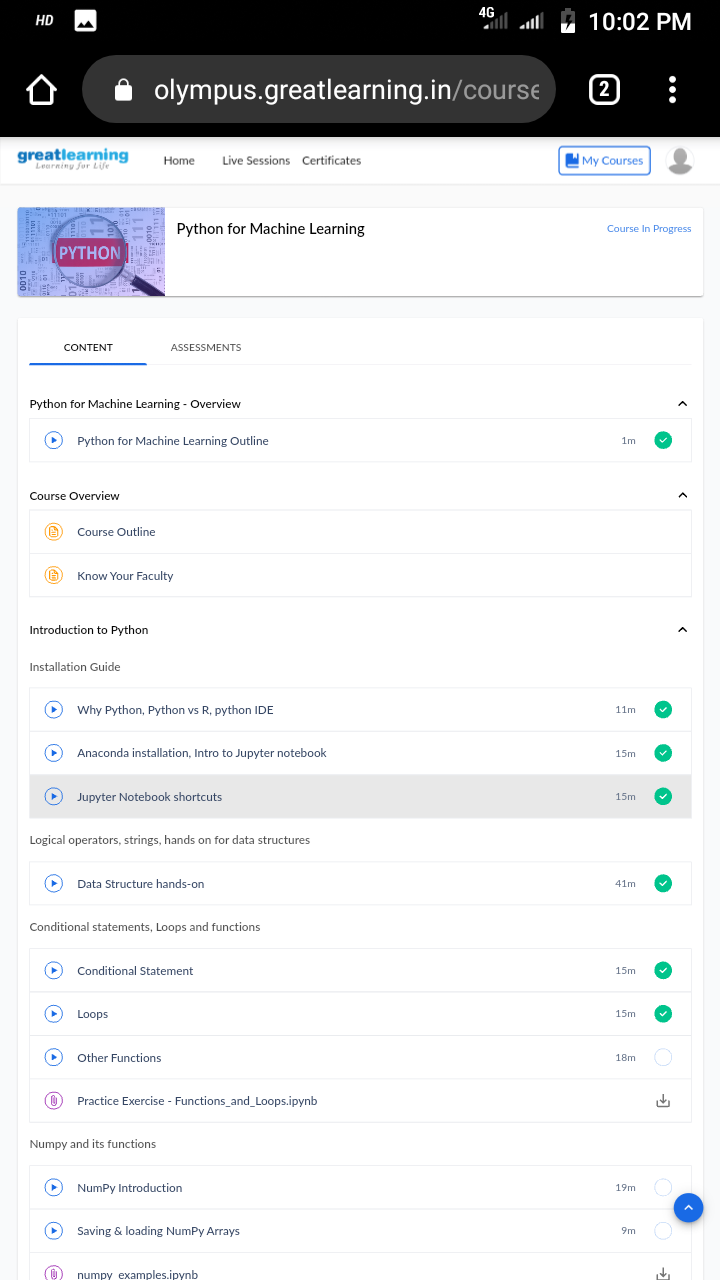 HD 4G 10:02 PM
olympus.greatlearning.in/course 2
greatlearning
Learning for Life
Home Live Sessions Certificates My Courses
PYTHON
Python for Machine Learning Course In Progress
CONTENT ASSESSMENTS
Python for Machine Learning - Overview
Python for Machine Learning Outline 1m
Course Overview
Course Outline
Know Your Faculty
Introduction to Python
Installation Guide
Why Python, Python vs R, python IDE 11m
Anaconda installation, Intro to Jupyter notebook 15m
Jupyter Notebook shortcuts 15m
Logical operators, strings, hands on for data structures
Data Structure hands-on 41m
Conditional statements, Loops and functions
Conditional Statement 15m
Loops 15m
Other Functions 18m
Practice Exercise - Functions_and_Loops.ipynb
Numpy and its functions
NumPy Introduction 19m
Saving & loading NumPy Arrays 9m
numpy_examples.ipynb